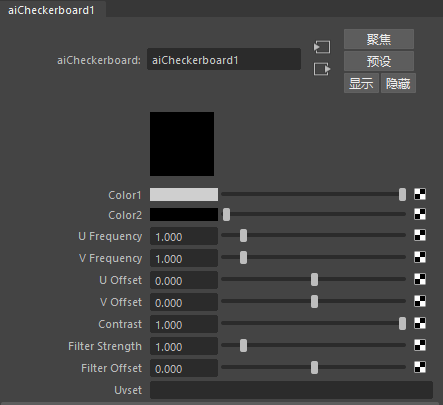 aiCheckerboard1
聚焦
aiCheckerboard: aiCheckerboard1
预设
显示 隐藏
Color1
Color2
U Frequency 1.000
V Frequency 1.000
U Offset 0.000
V Offset 0.000
Contrast 1.000
Filter Strength 1.000
Filter Offset 0.000
Uvset